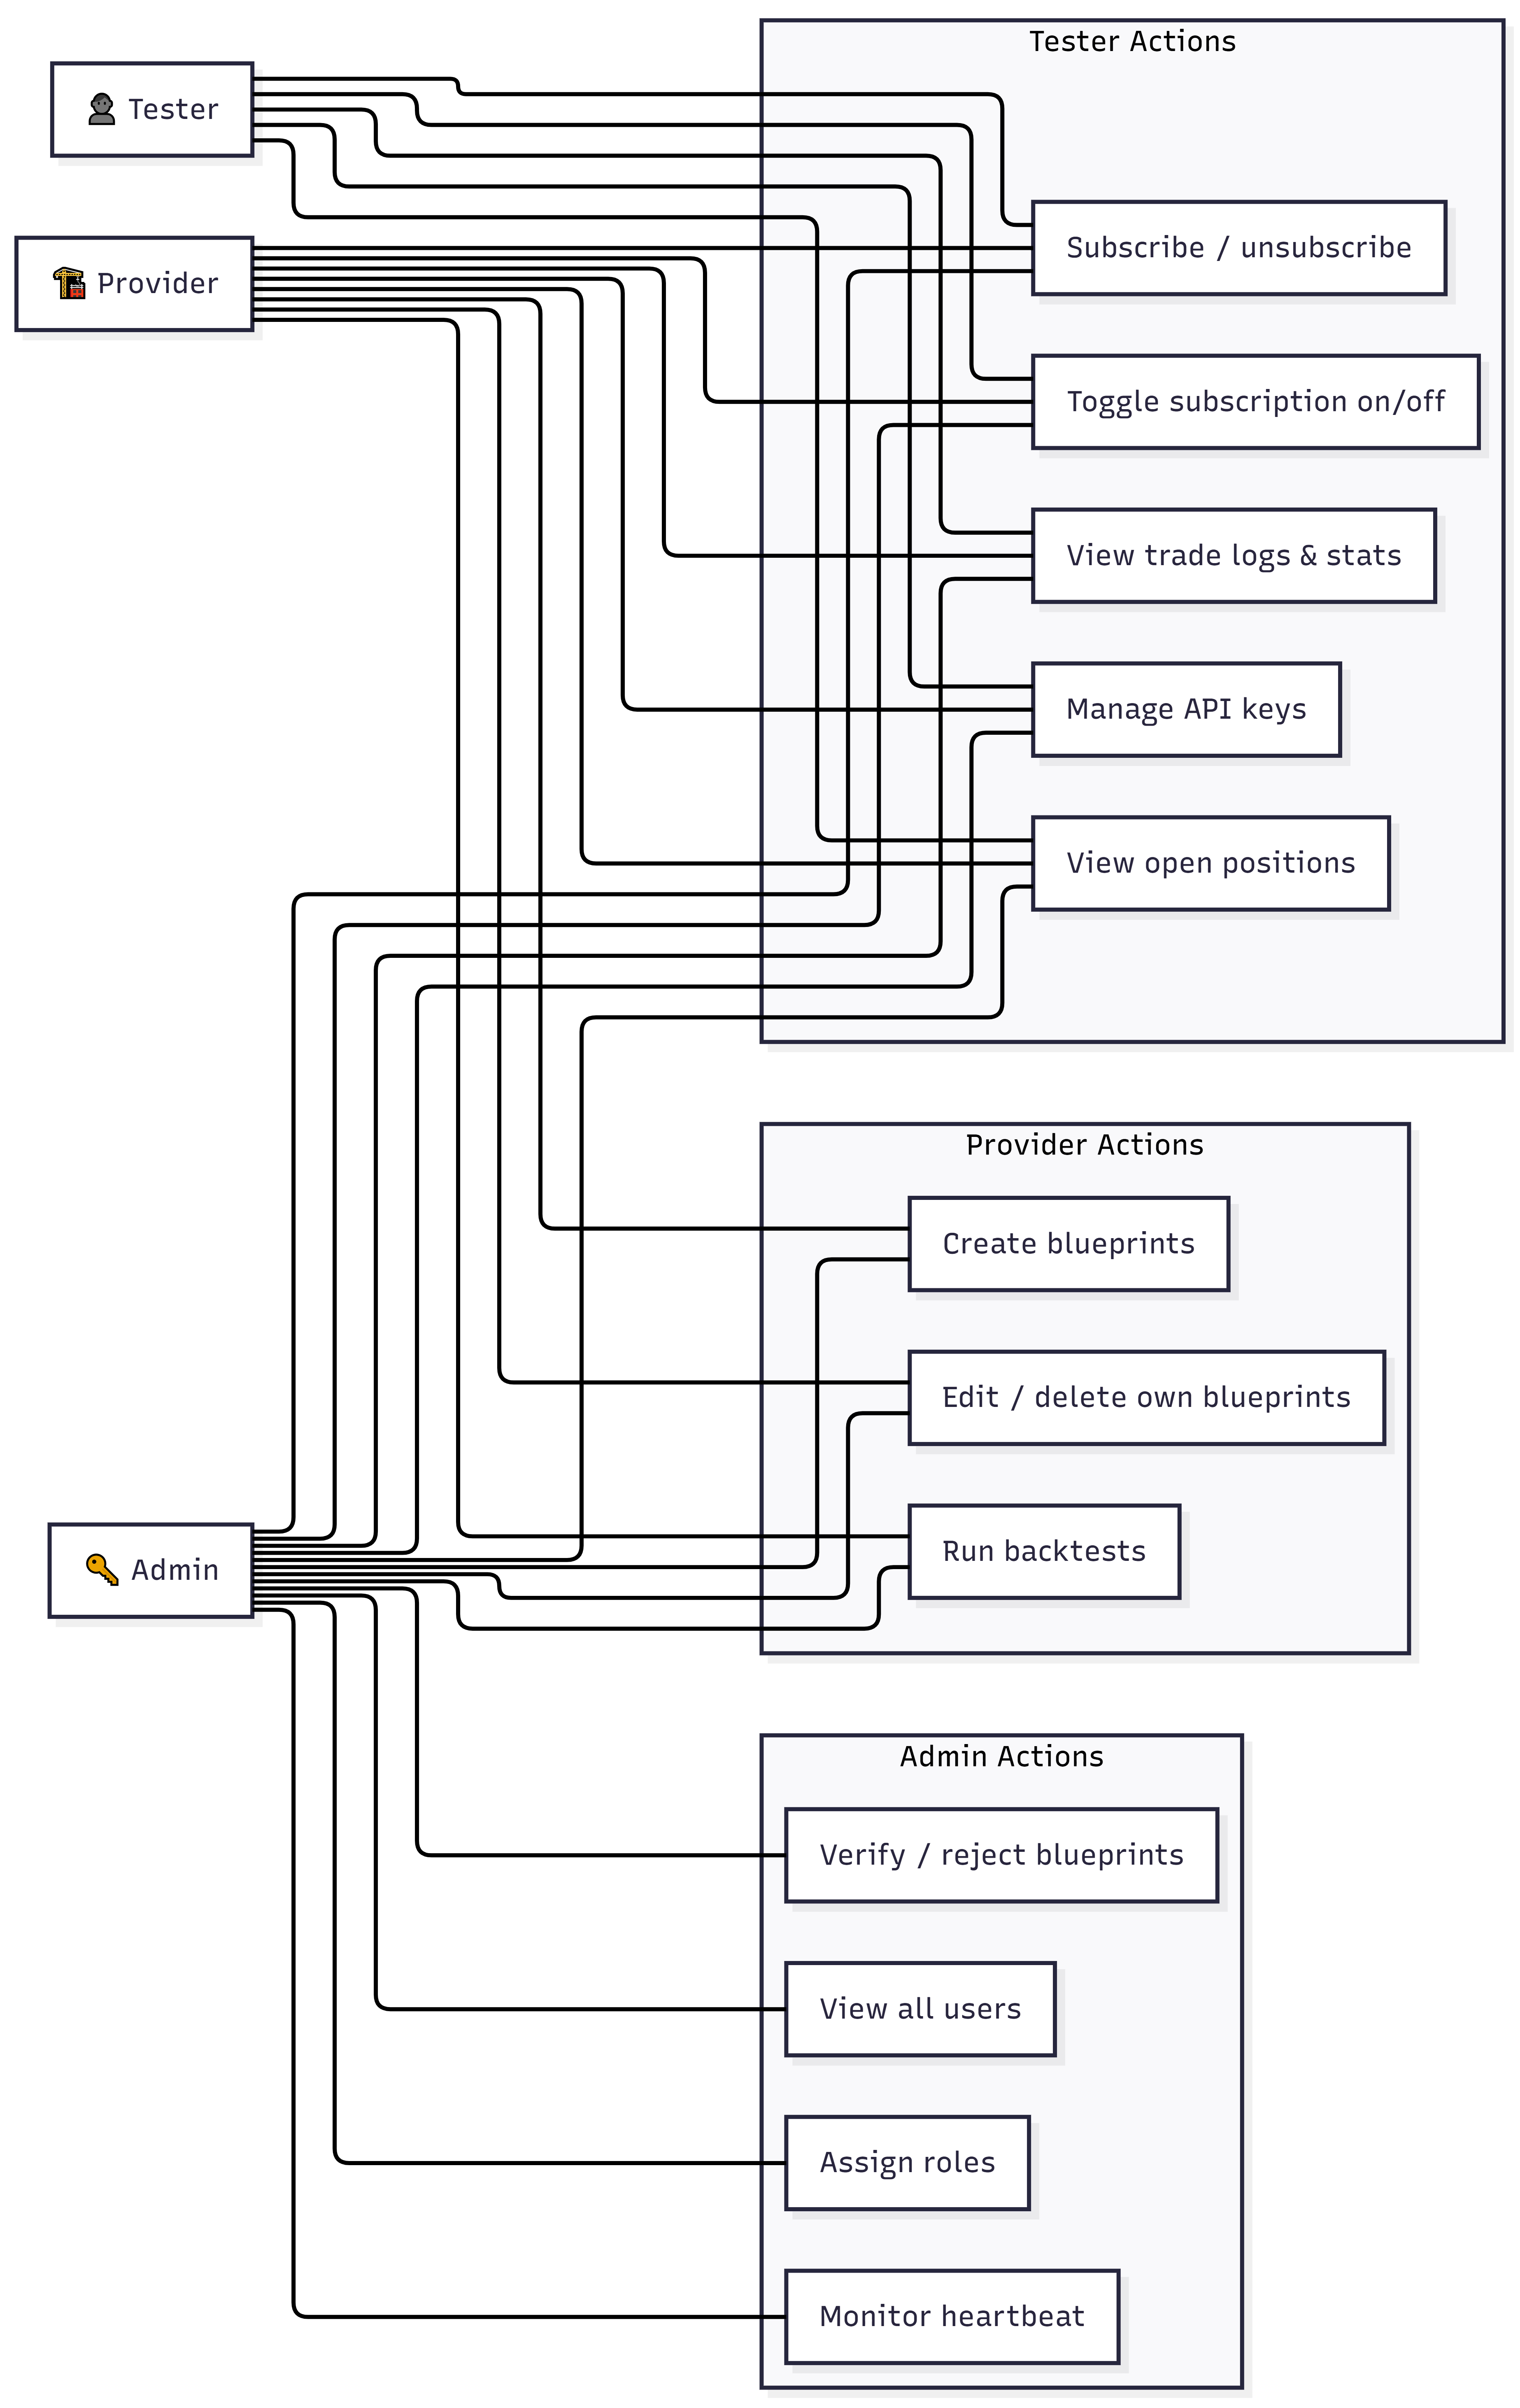 Tester Actions
Tester
Subscribe / unsubscribe
Provider
Toggle subscription on/off
View trade logs & stats
Manage API keys
View open positions
Provider Actions
Create blueprints
Edit / delete own blueprints
Run backtests
Admin
Admin Actions
Verify / reject blueprints
View all users
Assign roles
Monitor heartbeat